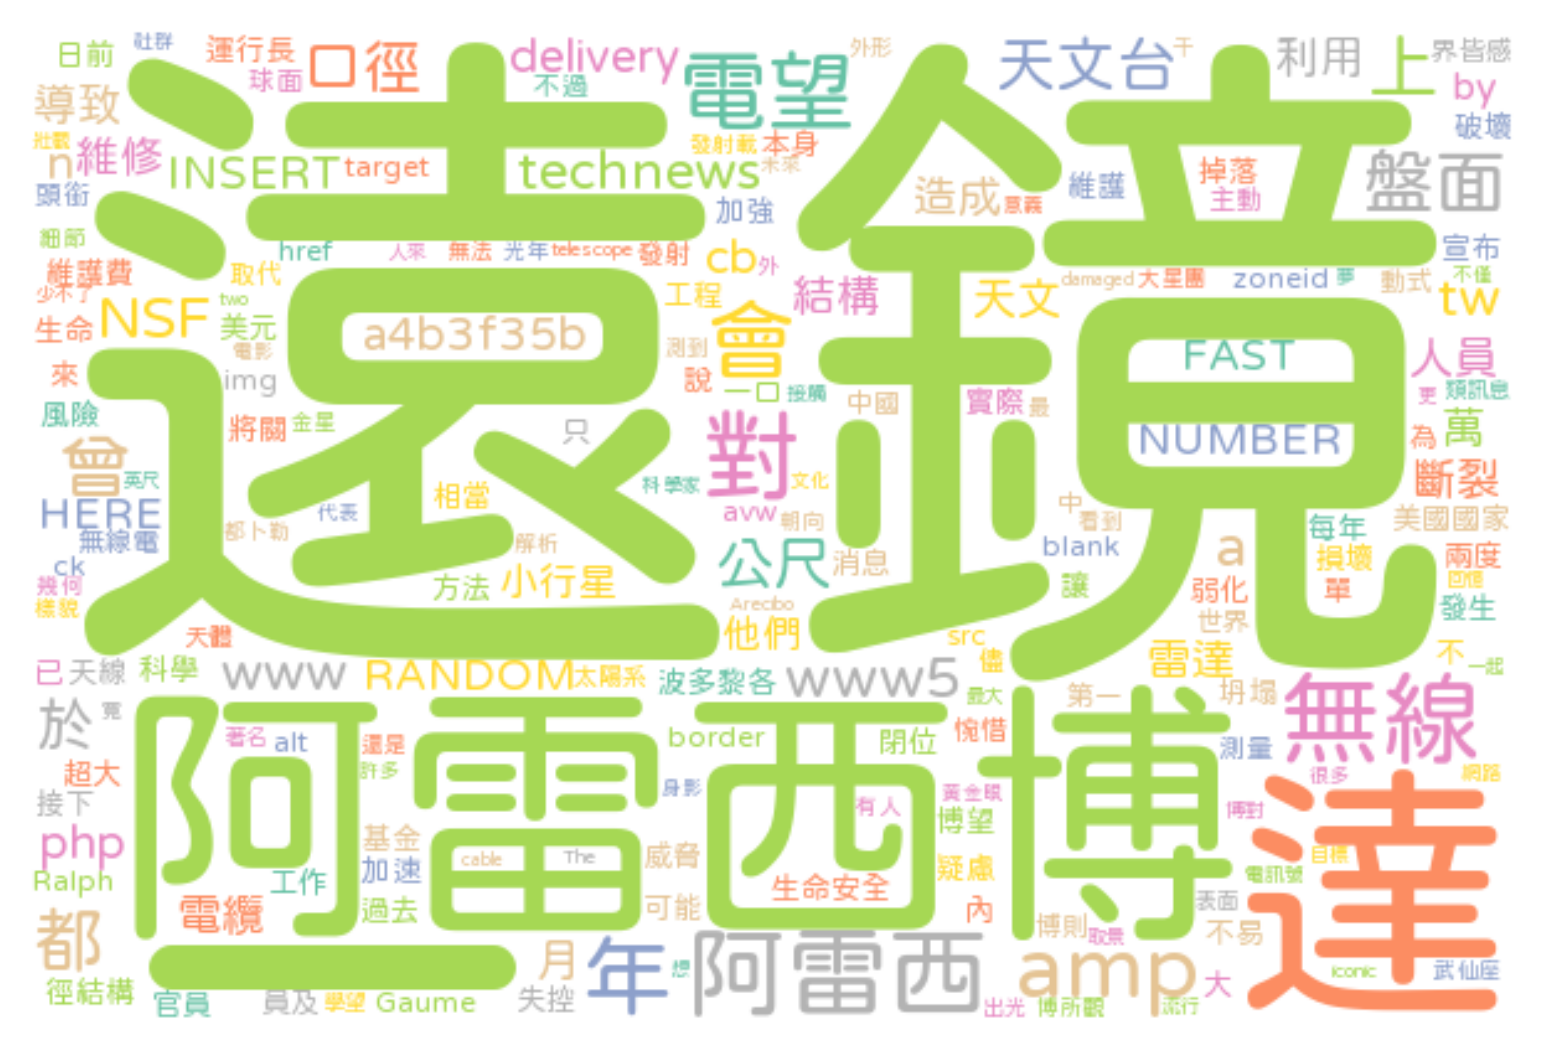 日前
社群
運行長
口徑
delivery
電望
外形
天文台
干
利用
上
界皆感
導致
球面
不過
by
破壞
壯觀
n
維修
INSERT
target
technews
發射載
本身
未來
遠
鏡
掉落
盤面
頭銜
加強
造成
意義
維護
主動
細節
href
人來
無法
光年
telescope
發射
cb
外
宣布
維護費
取代
工程
結構
天文
damaged
大星團
zoneid
夢
動式
不僅
tw
少不了
NSF
two
美元
生命
a4b3f35b
會
FAST
人員
電影
測到
來
img
說
一口
接觸
中國
實際
最
更
類訊息
風險
將關
金星
只
對
NUMBER
為
萬
曾
英尺
相當
科學家
文化
斷裂
HERE
代表
avw
朝向
中
看到
每年
美國國家
無線電
都卜勒
解析
公尺
消息
blank
a
損壞
兩度
ck
幾何
方法
小行星
讓
弱化
單
回憶
樣貌
Arecibo
他們
世界
發生
天體
src
儘
雷達
不
一起
已
天線
科學
www
RANDOM
太陽系
波多黎各
www5
最大
第一
坍塌
無線
於
竟
阿雷西博
著名
alt
還是
border
閉位
惋惜
測量
超大
許多
很多
網路
接下
身影
有人
黃金眼
博望
博對
達
php
基金
cable
The
威脅
目標
Ralph
工作
加速
生命安全
疑慮
電訊號
都
電纜
過去
可能
內
博則
取景
表面
不易
一
月
年
想
阿雷西
amp
大
iconic
武仙座
徑結構
官員
員及
學望
Gaume
失控
出光
博所觀
流行